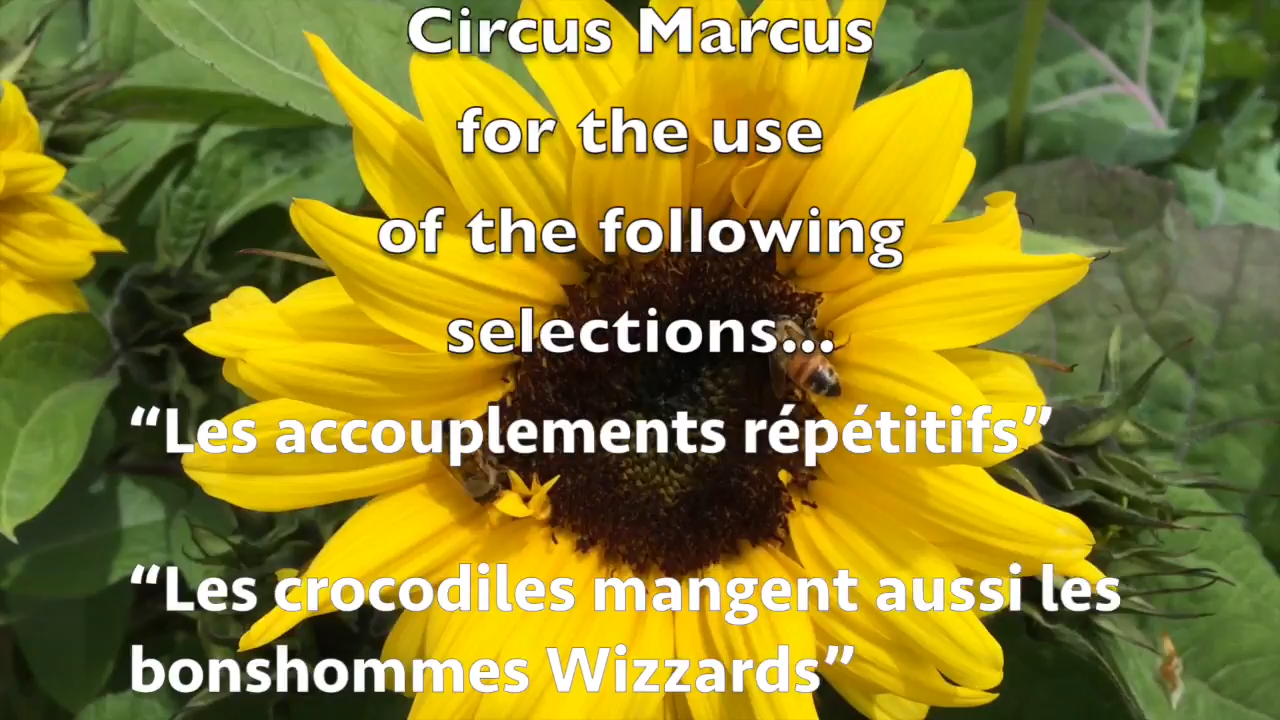 Circus Marcus
for the use
of the following
selections...
“Les accouplements répétitifs”
“Les crocodiles mangent aussi les
bonshommes Wizzards”